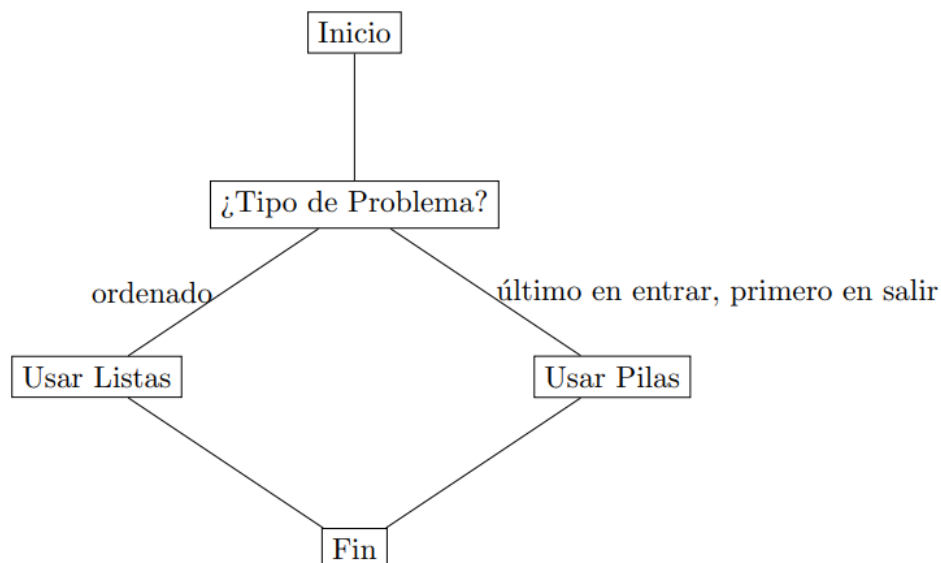 Inicio
¿Tipo de Problema?
ordenado
último en entrar, primero en salir
Usar Listas
Usar Pilas
Fin